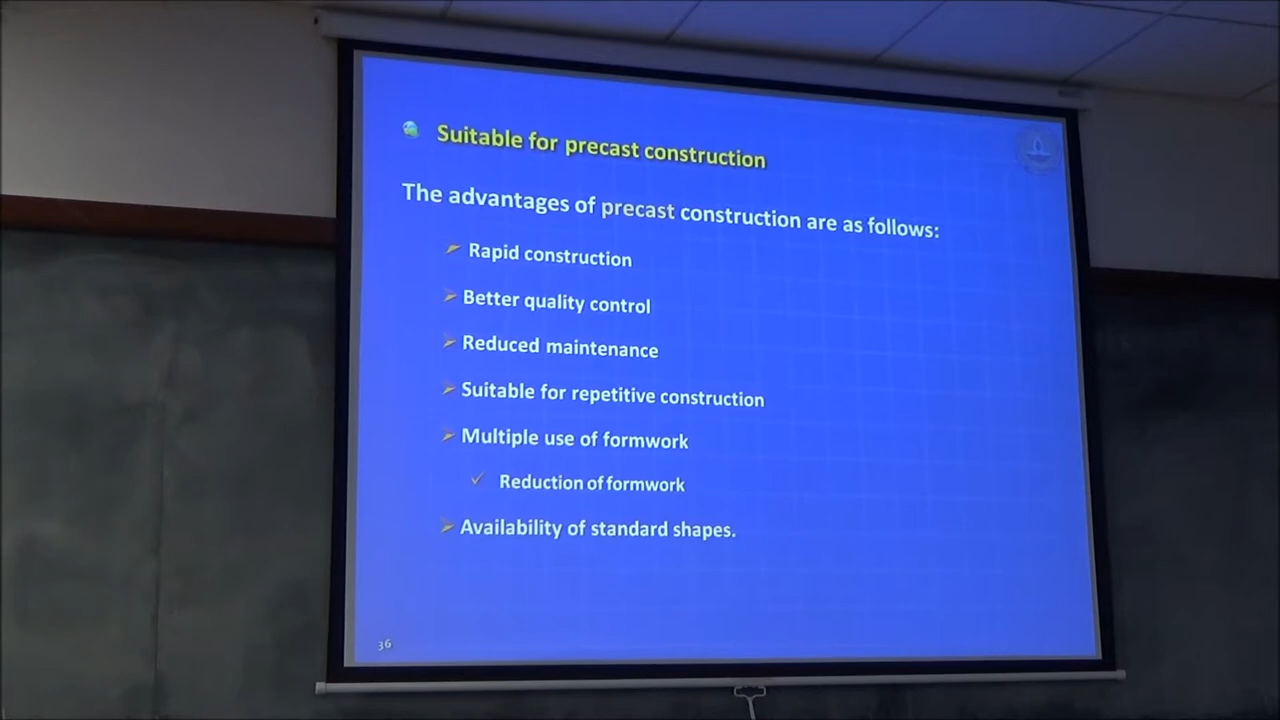 Suitable for precast construction
The advantages of precast construction are as follows:
Rapid construction
Better quality control
Reduced maintenance
Suitable for repetitive construction
Multiple use of formwork
Reduction of formwork
Availability of standard shapes.
36